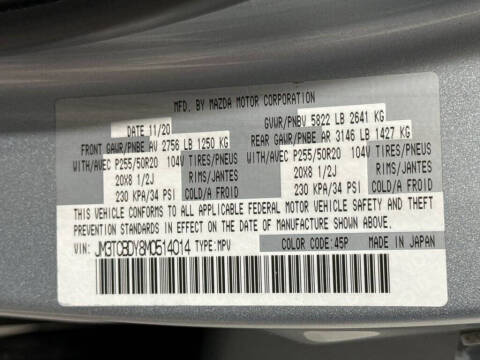 MFD. BY MAZDA MOTOR CORPORATION
DATE 11/20 GVWR/PNBV 5822 LB 2641 KG
FRONT GAWR/PNBE AV 2756 LB 1250 KG REAR GAWR/PNBE AR 3146 LB 1427 KG
WITH/AVEC P255/50R20 104V TIRES/PNEUS WITH/AVEC P255/50R20 104V TIRES/PNEUS
20X8 1/2J RIMS/JANTES 20X8 1/2J RIMS/JANTES
230 KPA/34 PSI COLD/A FROID 230 KPA/34 PSI COLD/A FROID
THIS VEHICLE CONFORMS TO ALL APPLICABLE FEDERAL MOTOR VEHICLE SAFETY AND THEFT
PREVENTION STANDARDS IN EFFECT ON THE DATE OF MANUFACTURE SHOWN ABOVE.
VIN: JM3TCBDY8M0514014 TYPE:MPV COLOR CODE:45P MADE IN JAPAN